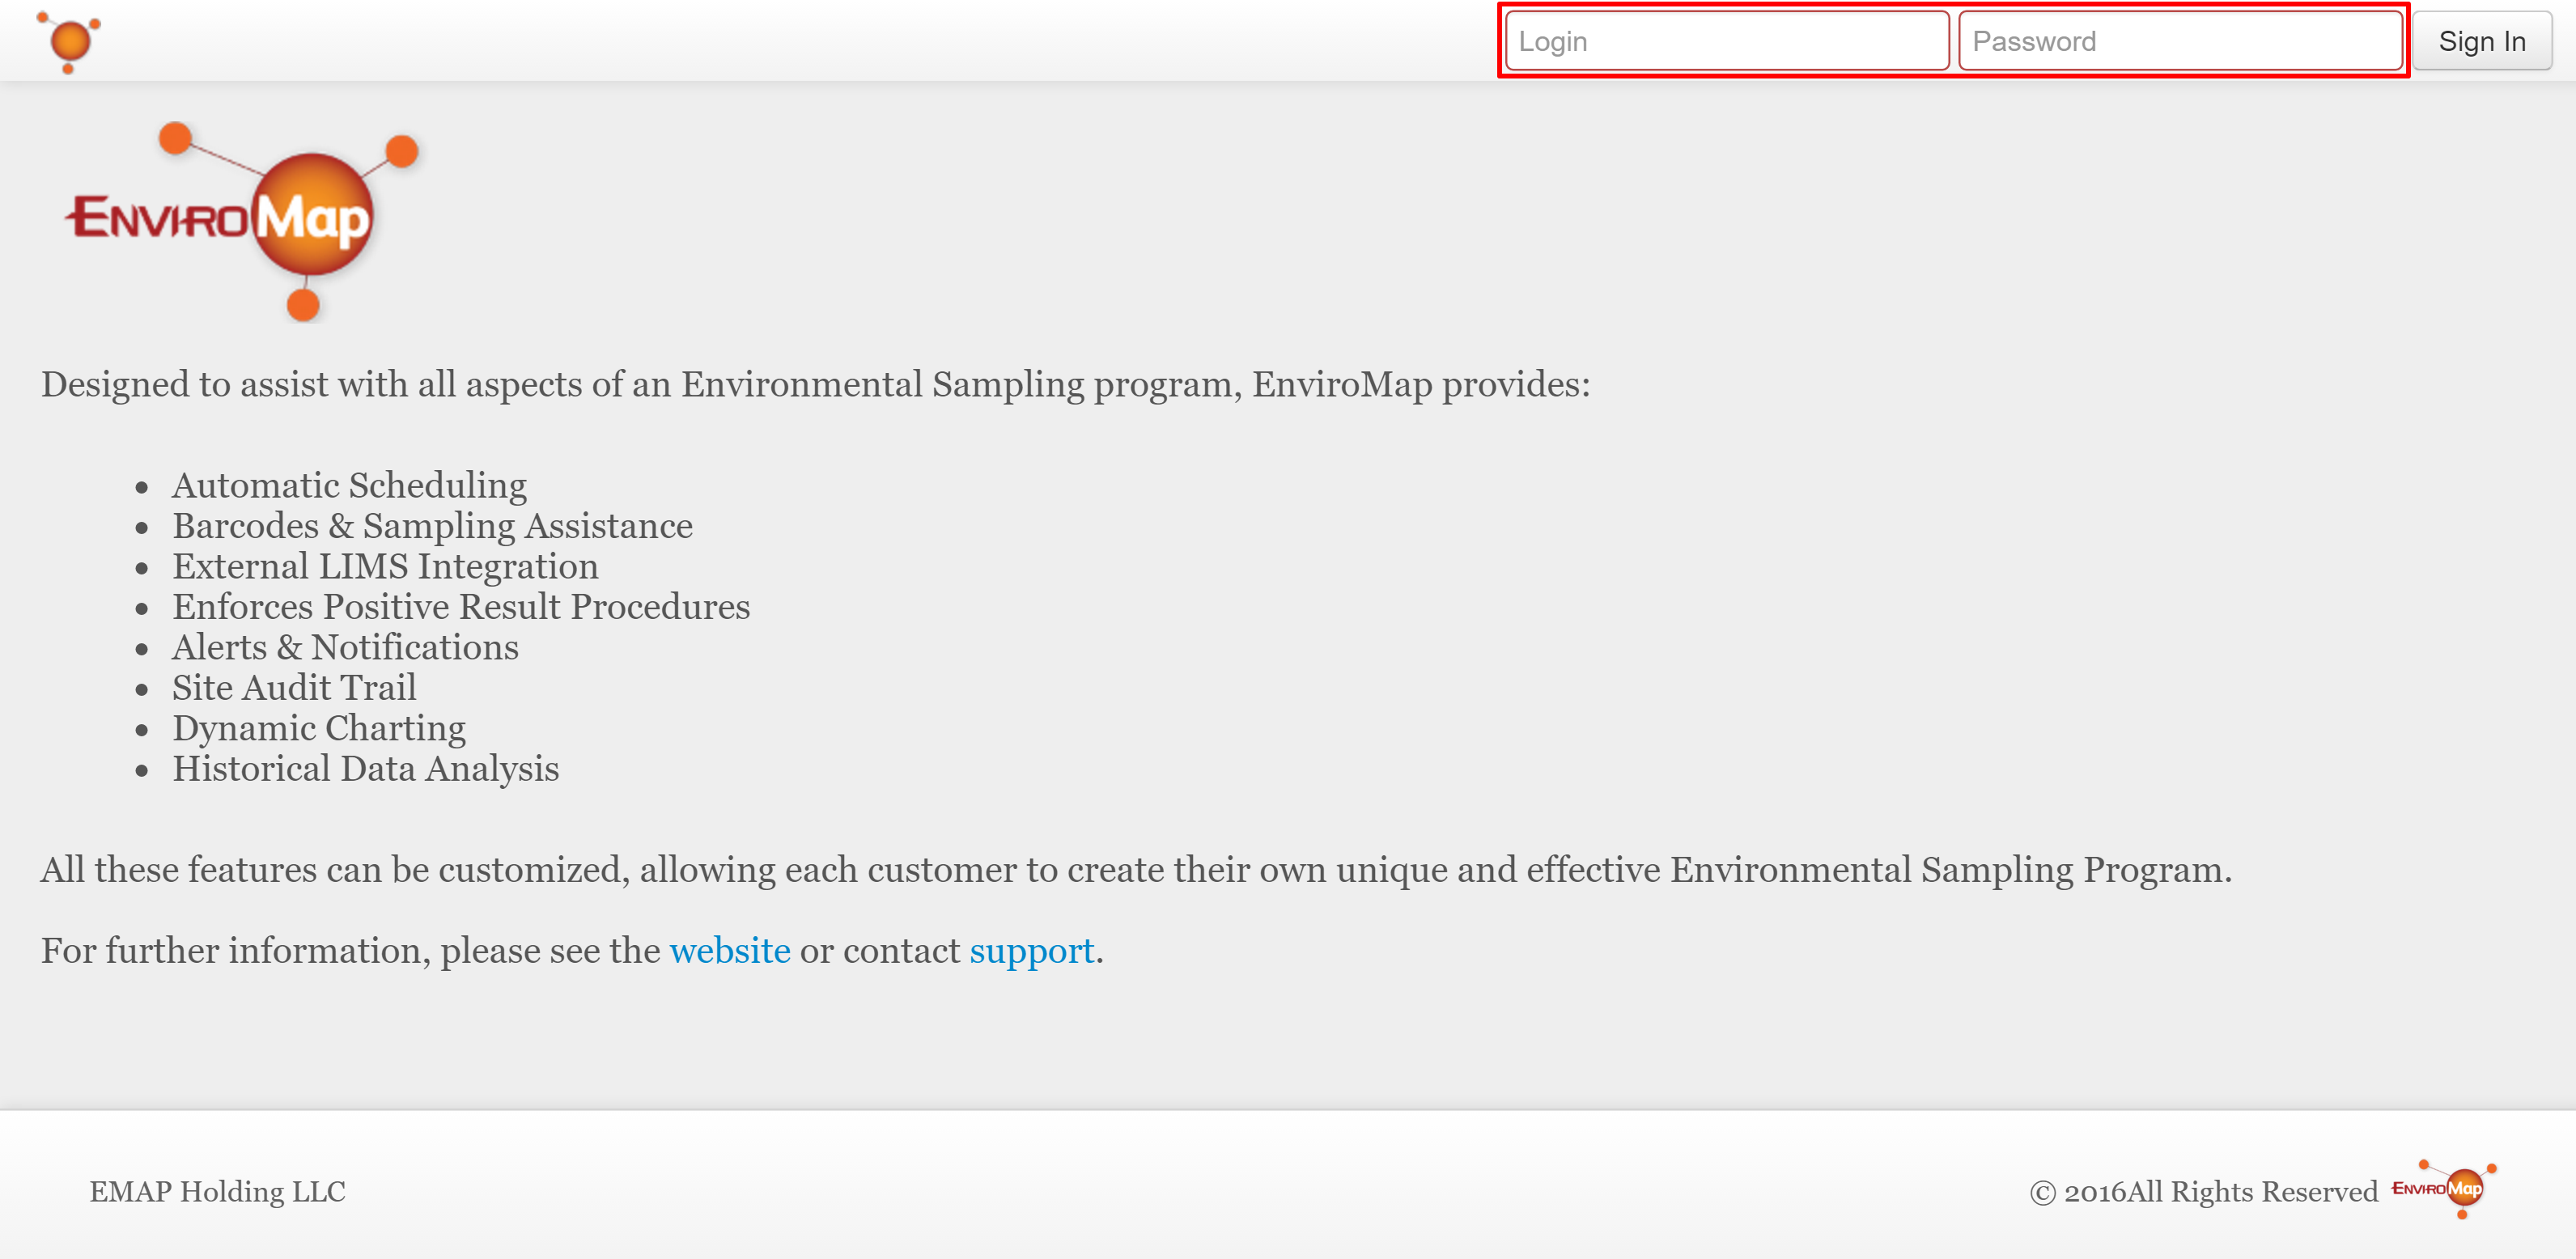 Login Password Sign In
ENVIROMap
Designed to assist with all aspects of an Environmental Sampling program, EnviroMap provides:
• Automatic Scheduling
• Barcodes & Sampling Assistance
• External LIMS Integration
• Enforces Positive Result Procedures
• Alerts & Notifications
• Site Audit Trail
• Dynamic Charting
• Historical Data Analysis
All these features can be customized, allowing each customer to create their own unique and effective Environmental Sampling Program.
For further information, please see the website or contact support.
EMAP Holding LLC © 2016All Rights Reserved ENVIROMap